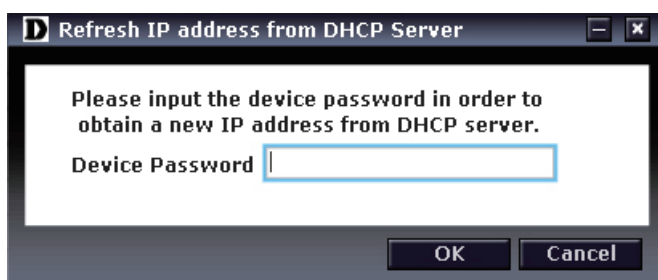 D Refresh IP address from DHCP Server
Please input the device password in order to
obtain a new IP address from DHCP server.
Device Password
OK Cancel